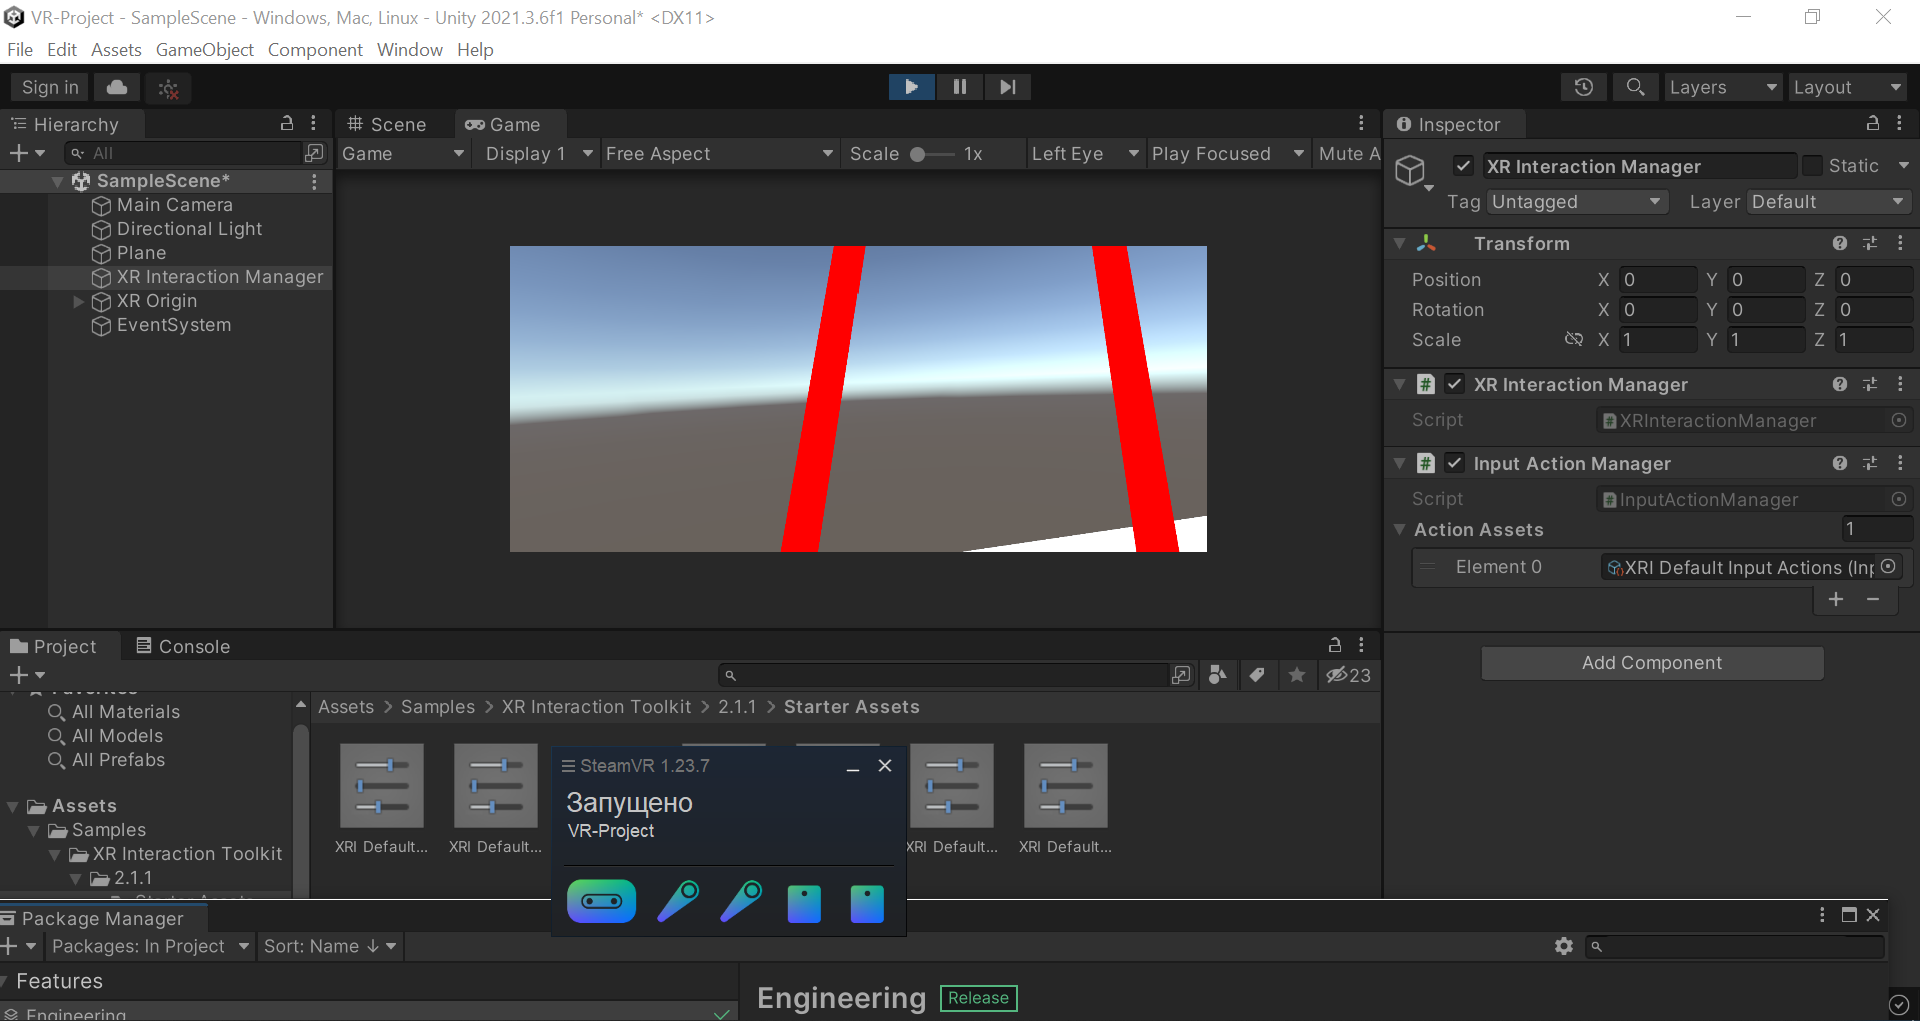 VR-Project - SampleScene - Windows, Mac, Linux - Unity 2021.3.6f1 Personal* <DX11>
File Edit Assets GameObject Component Window Help
Sign in
Layers
Layout
Hierarchy
All
SampleScene*
Main Camera
Directional Light
Plane
XR Interaction Manager
XR Origin
EventSystem
Scene
Game
Game Display 1 Free Aspect Scale 1x Left Eye Play Focused Mute A
Inspector
XR Interaction Manager
Static
Tag Untagged Layer Default
Transform
Position X 0 Y 0 Z 0
Rotation X 0 Y 0 Z 0
Scale X 1 Y 1 Z 1
XR Interaction Manager
Script XRInteractionManager
Input Action Manager
Script InputActionManager
Action Assets 1
Element 0 XRI Default Input Actions (Inp
Add Component
Project
Console
23
Favorites
All Materials
All Models
All Prefabs
Assets
Samples
XR Interaction Toolkit
2.1.1
Assets > Samples > XR Interaction Toolkit > 2.1.1 > Starter Assets
XRI Default...
XRI Default...
XRI Default...
XRI Default...
SteamVR 1.23.7
Запущено
VR-Project
Package Manager
Packages: In Project
Sort: Name ↓
Features
Engineering
Engineering
Release